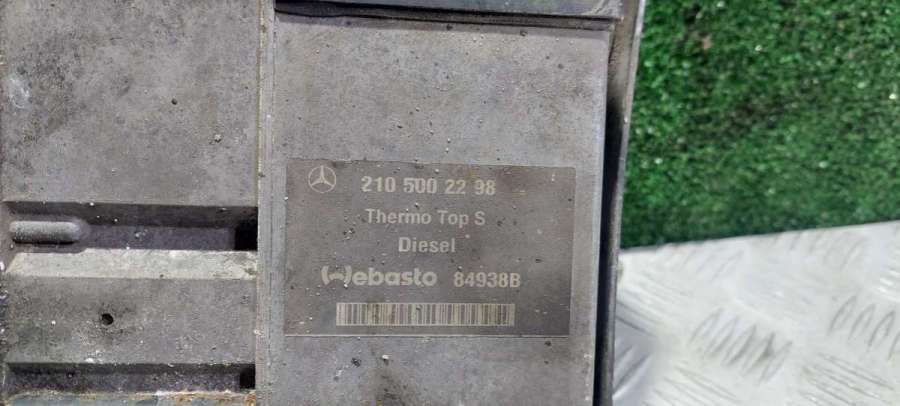 210 500 22 98
Thermo Top S
Diesel
Webasto 84938B